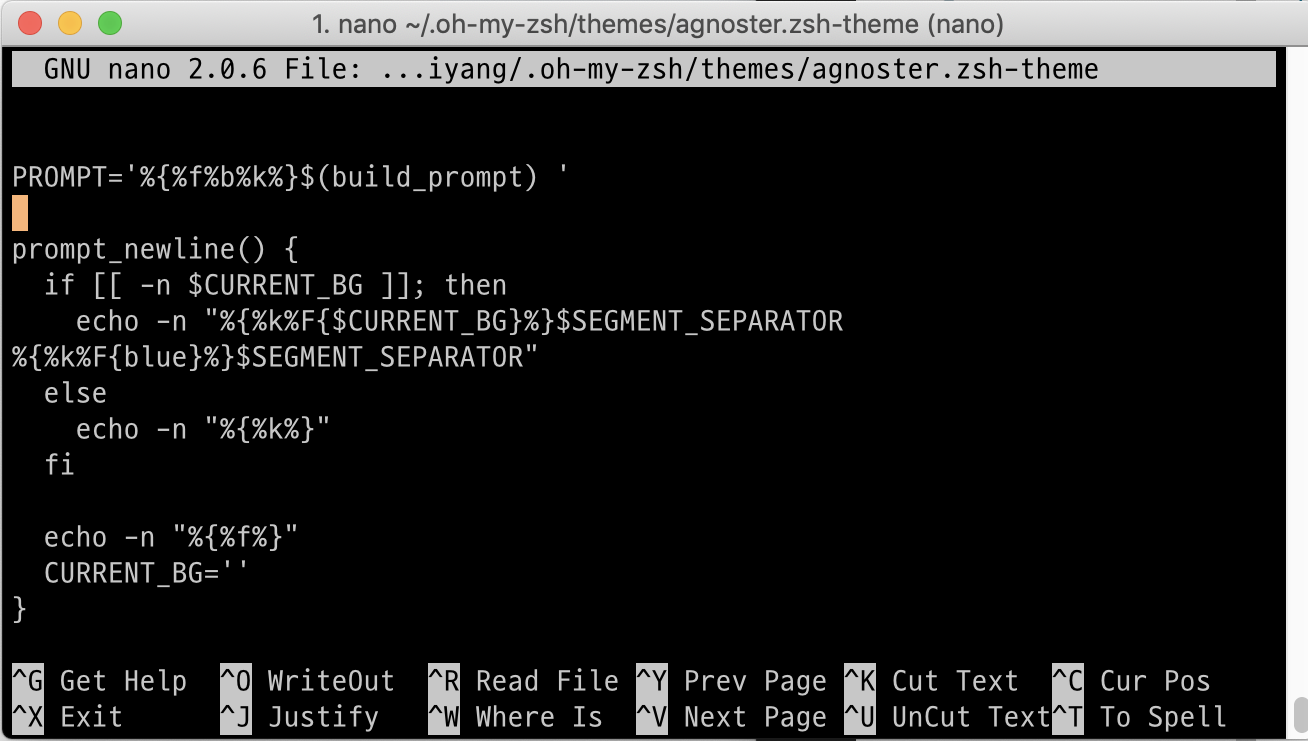 1. nano ~/.oh-my-zsh/themes/agnoster.zsh-theme (nano)
GNU nano 2.0.6 File: ...iyang/.oh-my-zsh/themes/agnoster.zsh-theme
PROMPT='%{%f%b%k%}$(build_prompt) '
prompt_newline() {
  if [[ -n $CURRENT_BG ]]; then
    echo -n "%{%k%F{$CURRENT_BG}%}$SEGMENT_SEPARATOR
%{%k%F{blue}%}$SEGMENT_SEPARATOR"
  else
    echo -n "%{%k%}"
  fi
  echo -n "%{%f%}"
  CURRENT_BG=''
}
^G Get Help ^O WriteOut ^R Read File ^Y Prev Page ^K Cut Text ^C Cur Pos
^X Exit ^J Justify ^W Where Is ^V Next Page ^U UnCut Text ^T To Spell